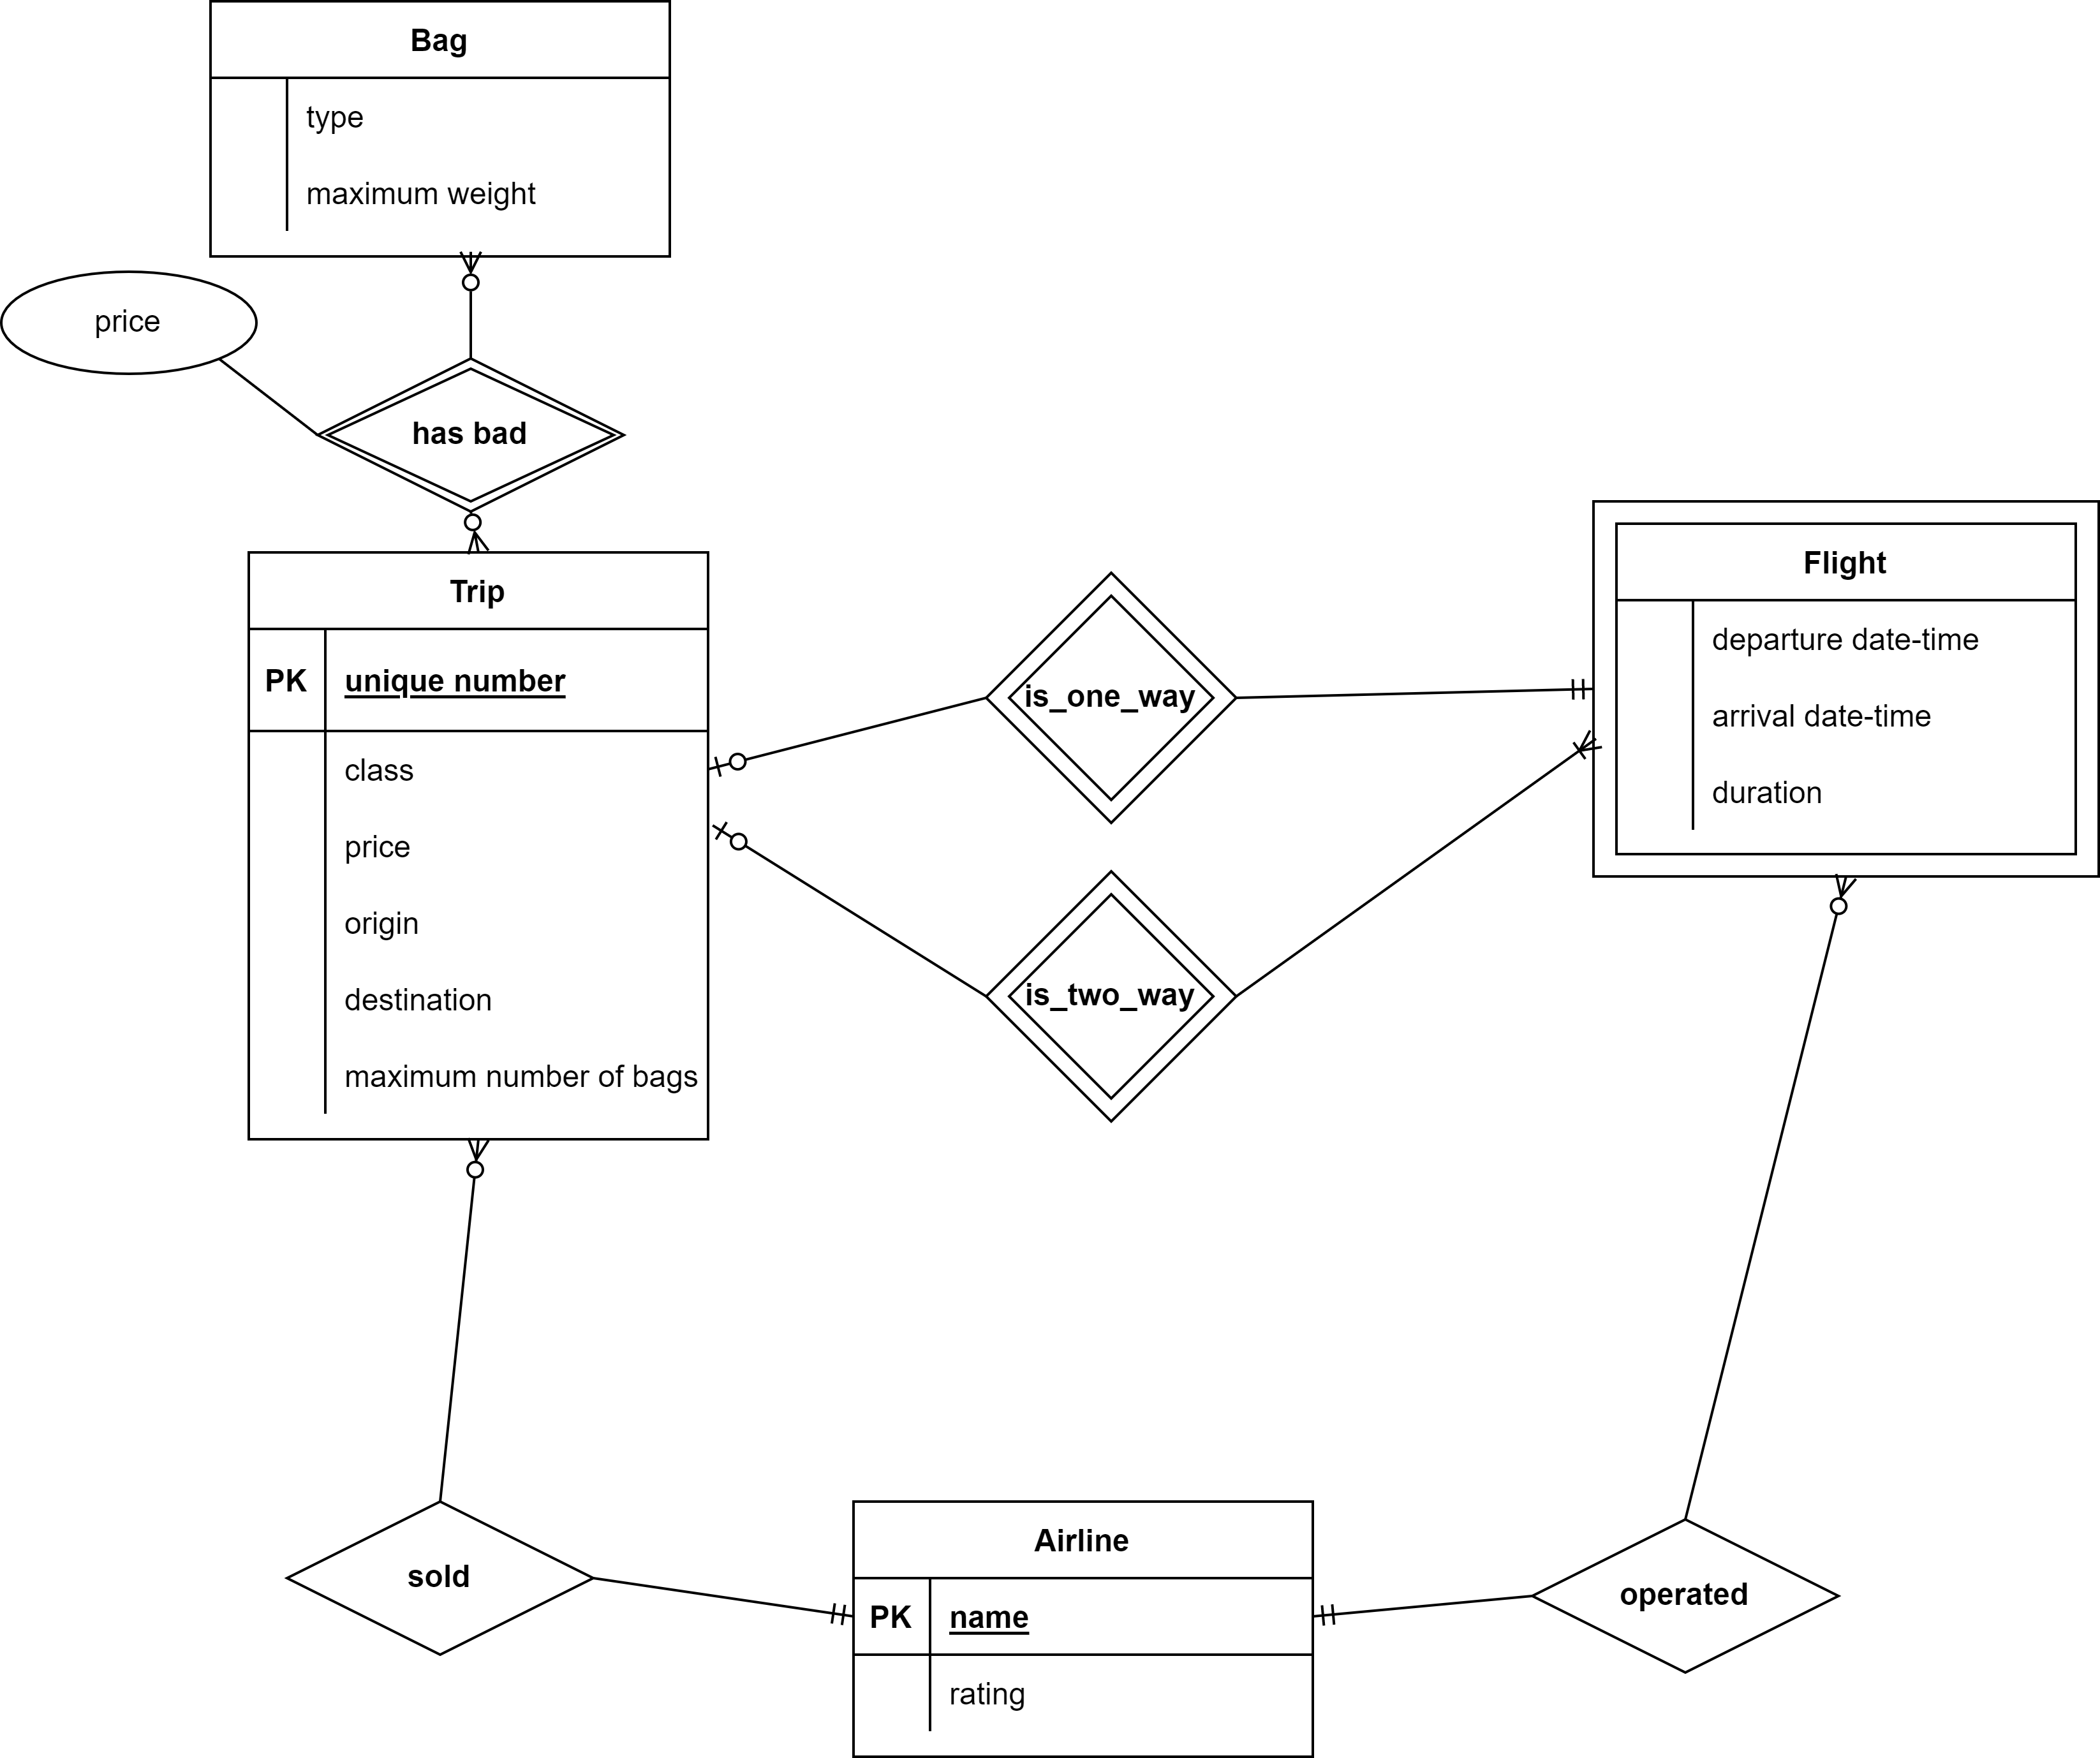 Bag
type
maximum weight
price
has bad
Trip
PK unique number
class
price
origin
destination
maximum number of bags
is_one_way
is_two_way
Flight
departure date-time
arrival date-time
duration
sold
Airline
PK name
rating
operated